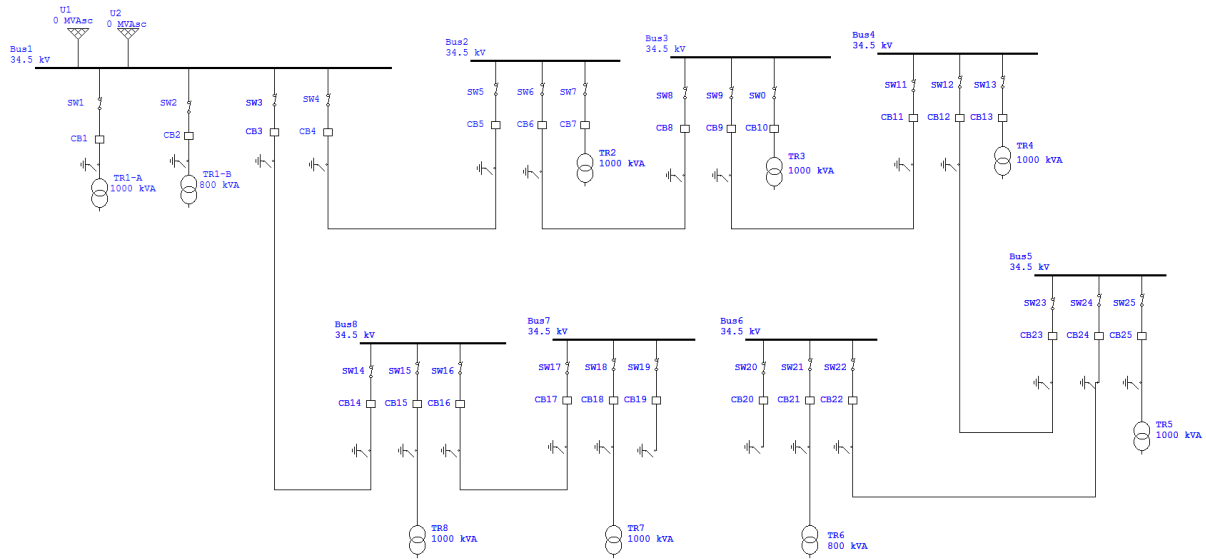 U1
0 MVAsc
U2
0 MVAsc
Bus1
34.5 kV
Bus2
34.5 kV
Bus3
34.5 kV
Bus4
34.5 kV
SW1
SW2
SW3
SW4
SW5
SW6
SW7
SW8
SW9
SW0
SW11
SW12
SW13
CB1
CB2
CB3
CB4
CB5
CB6
CB7
CB8
CB9
CB10
CB11
CB12
CB13
TR1-A
1000 kVA
TR1-B
800 kVA
TR2
1000 kVA
TR3
1000 kVA
TR4
1000 kVA
Bus5
34.5 kV
SW23
SW24
SW25
CB23
CB24
CB25
TR5
1000 kVA
Bus8
34.5 kV
Bus7
34.5 kV
Bus6
34.5 kV
SW14
SW15
SW16
SW17
SW18
SW19
SW20
SW21
SW22
CB14
CB15
CB16
CB17
CB18
CB19
CB20
CB21
CB22
TR8
1000 kVA
TR7
1000 kVA
TR6
800 kVA